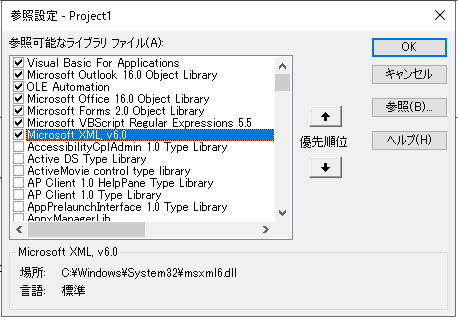 参照設定 - Project1
参照可能なライブラリ ファイル(A):
Visual Basic For Applications
Microsoft Outlook 16.0 Object Library
OLE Automation
Microsoft Office 16.0 Object Library
Microsoft Forms 2.0 Object Library
Microsoft VBScript Regular Expressions 5.5
Microsoft XML, v6.0
AccessibilityCplAdmin 1.0 Type Library
Active DS Type Library
ActiveMovie control type library
AP Client 1.0 HelpPane Type Library
AP Client 1.0 Type Library
AppPrelaunchInterface 1.0 Type Library
AppxManagerLib
優先順位
OK
キャンセル
参照(B)...
ヘルプ(H)
Microsoft XML, v6.0
場所: C:¥Windows¥System32¥msxml6.dll
言語: 標準